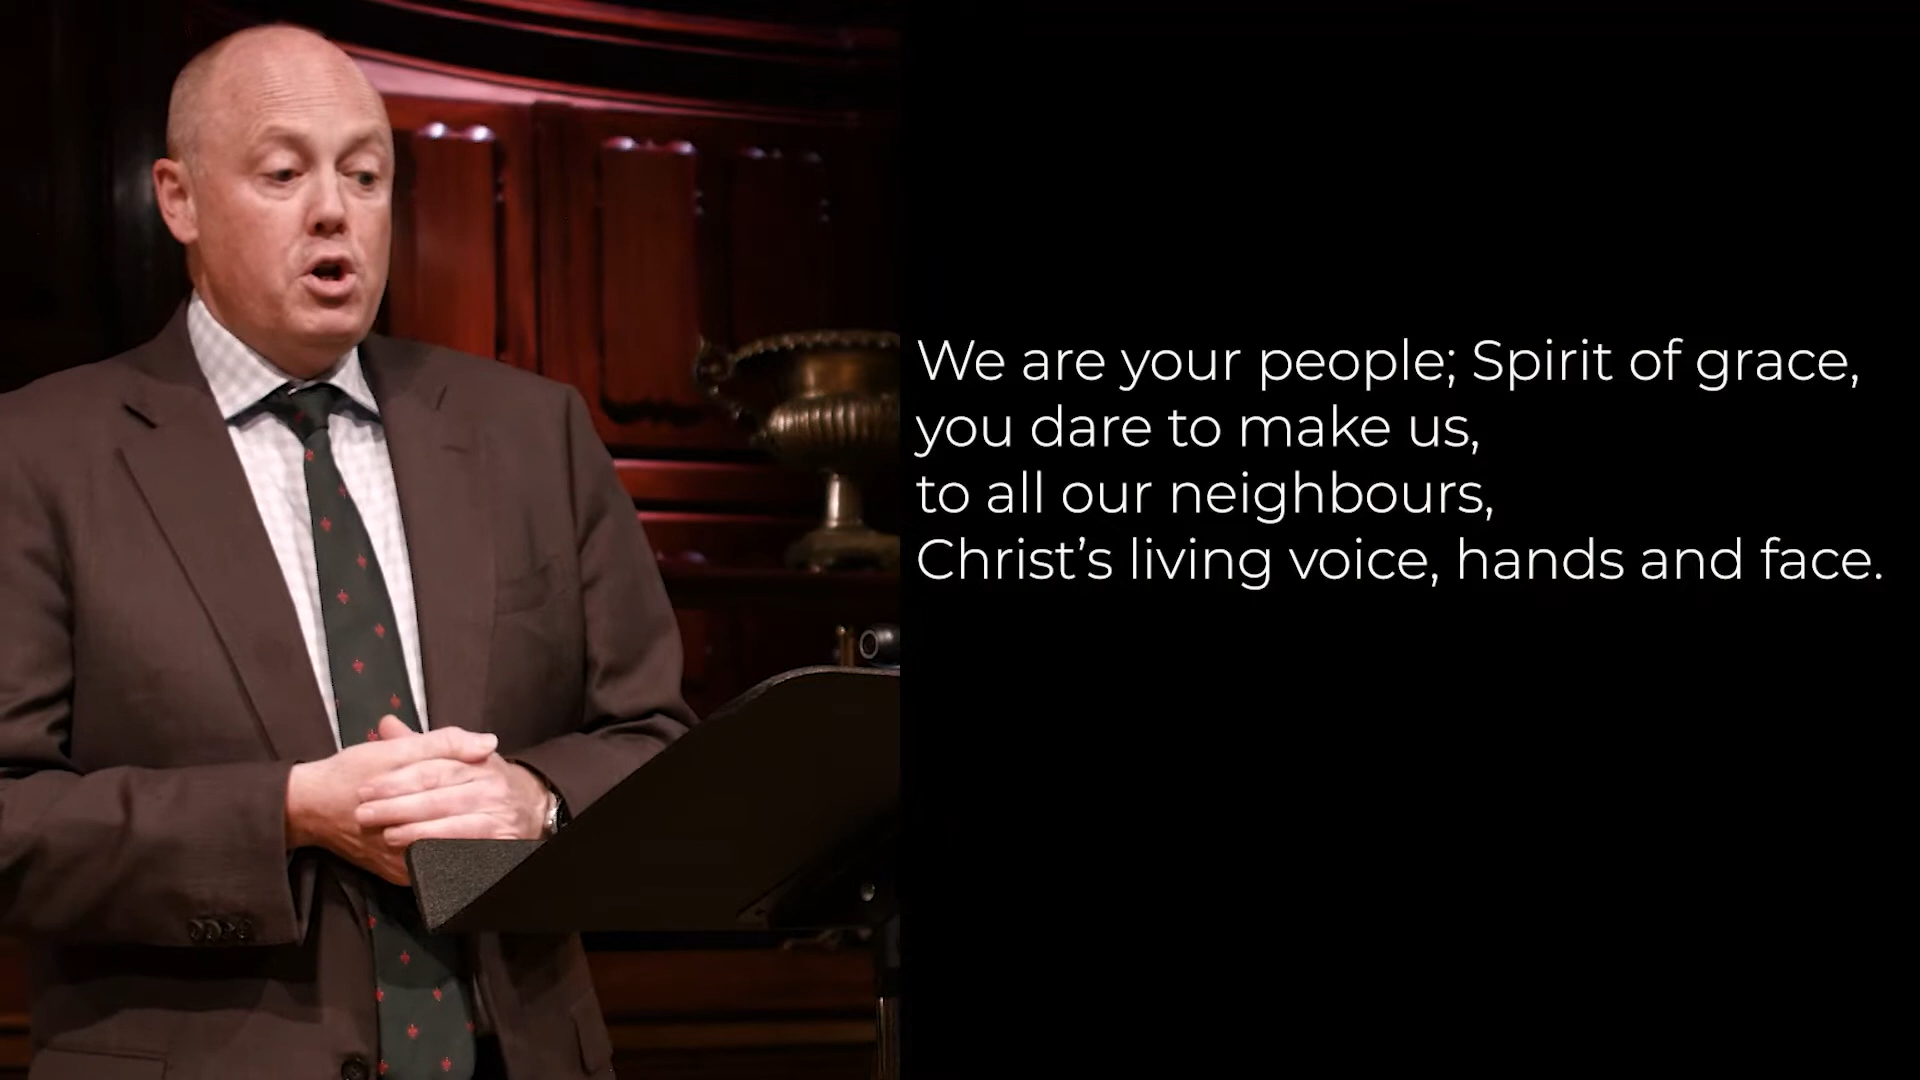 We are your people; Spirit of grace,
you dare to make us,
to all our neighbours,
Christ’s living voice, hands and face.